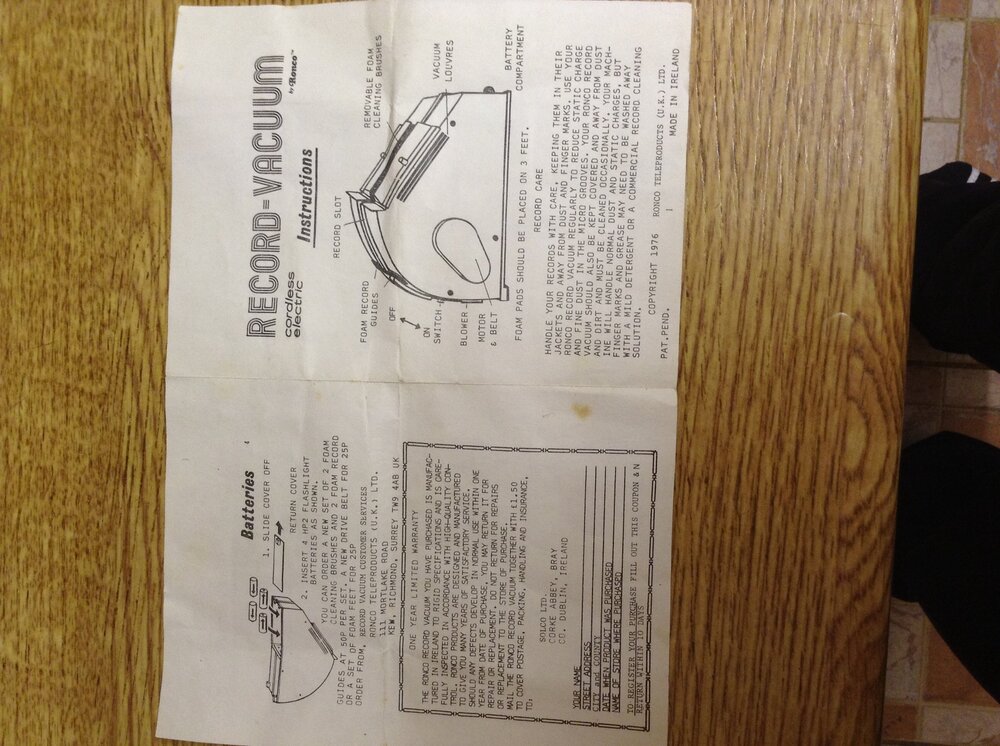 RECORD=VACUUM
by Ronco™
cordless
electric
Instructions
RECORD SLOT
REMOVABLE FOAM
CLEANING BRUSHES
FOAM RECORD
GUIDES
VACUUM
LOUVRES
OFF
ON
SWITCH
BLOWER
MOTOR
& BELT
BATTERY
COMPARTMENT
FOAM PADS SHOULD BE PLACED ON 3 FEET.
RECORD CARE
HANDLE YOUR RECORDS WITH CARE, KEEPING THEM IN THEIR
JACKETS AND AWAY FROM DUST AND FINGER MARKS. USE YOUR
RONCO RECORD VACUUM REGULARLY TO REDUCE STATIC CHARGE
AND FINE DUST IN THE MICRO GROOVES. YOUR RONCO RECORD
VACUUM SHOULD ALSO BE KEPT COVERED AND AWAY FROM DUST
AND DIRT AND MUST BE CLEANED OCCASIONALLY. YOUR MACH-
INE WILL HANDLE NORMAL DUST AND STATIC CHARGES, BUT
FINGER MARKS AND GREASE MAY NEED TO BE WASHED AWAY
WITH A MILD DETERGENT OR A COMMERCIAL RECORD CLEANING
SOLUTION.
COPYRIGHT 1976 RONCO TELEPRODUCTS (U.K.) LTD.
PAT.PEND. MADE IN IRELAND
Batteries
1. SLIDE COVER OFF
RETURN COVER
2. INSERT 4 HP2 FLASHLIGHT
BATTERIES AS SHOWN.
YOU CAN ORDER A NEW SET OF 2 FOAM
CLEANING BRUSHES AND 2 FOAM RECORD
GUIDES AT 50P PER SET. A NEW DRIVE BELT FOR 25P
OR A SET OF FOAM FEET FOR 25P
ORDER FROM, RECORD VACUUM CUSTOMER SERVICES
RONCO TELEPRODUCTS (U.K.) LTD.
111 MORTLAKE ROAD
KEW, RICHMOND, SURREY TW9 4AB UK
ONE YEAR LIMITED WARRANTY
THE RONCO RECORD VACUUM YOU HAVE PURCHASED IS MANUFAC-
TURED IN IRELAND TO RIGID SPECIFICATIONS AND IS CARE-
FULLY INSPECTED IN ACCORDANCE WITH HIGH-QUALITY CON-
TROL. RONCO PRODUCTS ARE DESIGNED AND MANUFACTURED
TO GIVE YOU MANY YEARS OF SATISFACTORY SERVICE.
SHOULD ANY DEFECTS DEVELOP IN NORMAL USE WITHIN ONE
YEAR FROM DATE OF PURCHASE, YOU MAY RETURN IT FOR
REPAIR OR REPLACEMENT. DO NOT RETURN FOR REPAIRS
OR REPLACEMENT TO THE STORE OF PURCHASE.
MAIL THE RONCO RECORD VACUUM TOGETHER WITH £1.50
TO COVER POSTAGE, PACKING, HANDLING AND INSURANCE,
TO;
SOLCO LTD.
CORKE ABBEY, BRAY
CO. DUBLIN, IRELAND
YOUR NAME
STREET ADDRESS
CITY and COUNTY
DATE WHEN PRODUCT WAS PURCHASED
NAME OF STORE WHERE PURCHASED
TO REGISTER YOUR PURCHASE FILL OUT THIS COUPON & N
RETURN WITHIN 10 DAYS